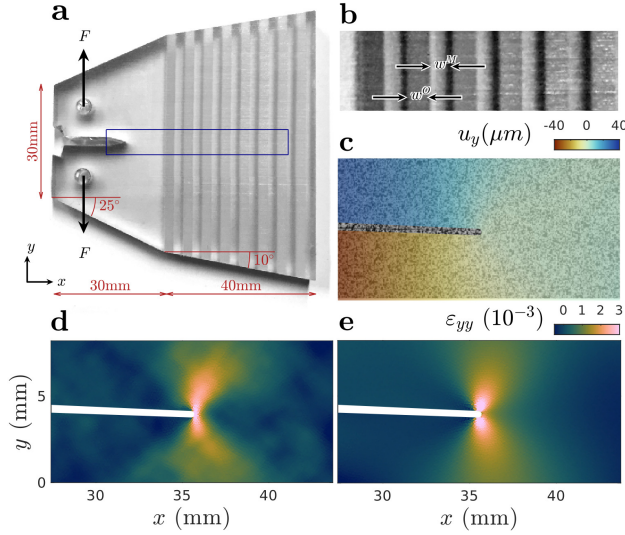 a
F
30mm
25°
F
10°
y
x
30mm
40mm
b
w^M
w^Ø
u_y(μm)
-40
0
40
c
d
ε_yy (10⁻³)
0 1 2 3
e
y (mm)
5
0
30
35
40
x (mm)
30
35
40
x (mm)